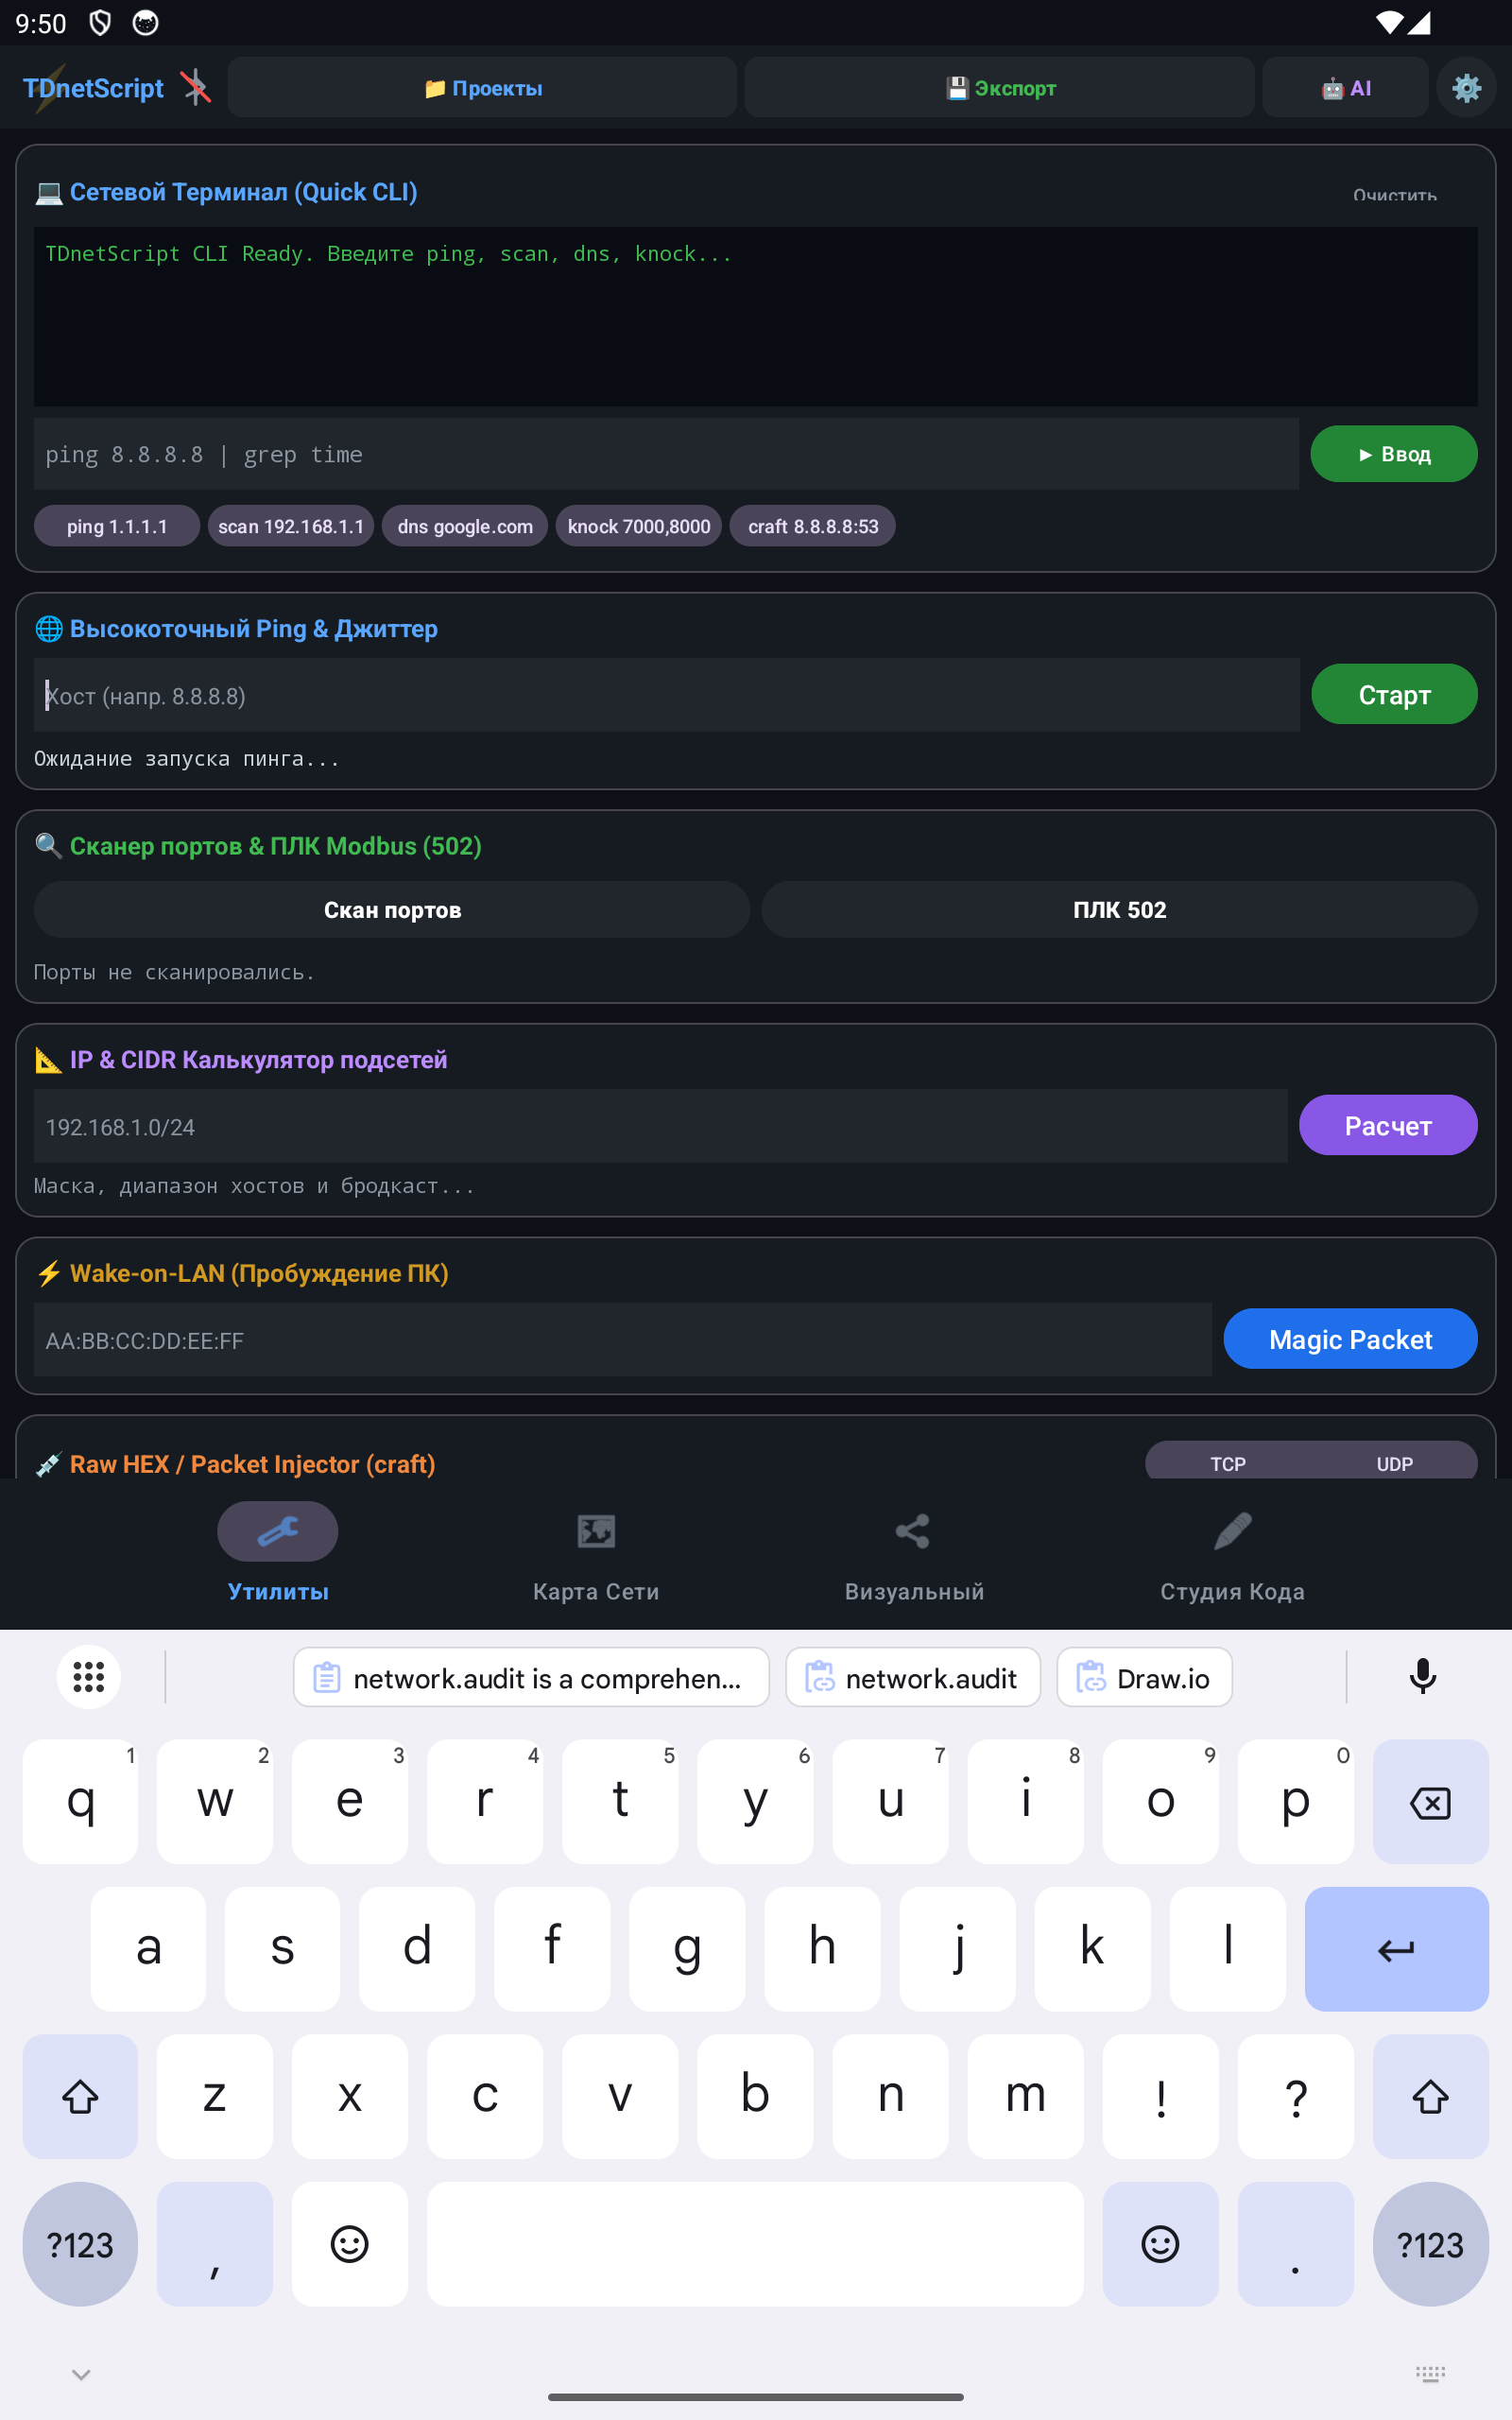 9:50
TDnetScript
📁 Проекты
💾 Экспорт
🤖 AI
💻 Сетевой Терминал (Quick CLI)
Очистить
TDnetScript CLI Ready. Введите ping, scan, dns, knock...
ping 8.8.8.8 | grep time
► Ввод
ping 1.1.1.1
scan 192.168.1.1
dns google.com
knock 7000,8000
craft 8.8.8.8:53
🌐 Высокоточный Ping & Джиттер
Хост (напр. 8.8.8.8)
Старт
Ожидание запуска пинга...
🔍 Сканер портов & ПЛК Modbus (502)
Скан портов
ПЛК 502
Порты не сканировались.
📐 IP & CIDR Калькулятор подсетей
192.168.1.0/24
Расчет
Маска, диапазон хостов и бродкаст...
⚡ Wake-on-LAN (Пробуждение ПК)
AA:BB:CC:DD:EE:FF
Magic Packet
💉 Raw HEX / Packet Injector (craft)
TCP
UDP
Утилиты
Карта Сети
Визуальный
Студия Кода
network.audit is a comprehen...
network.audit
Draw.io
q 1 w 2 e 3 r 4 t 5 y 6 u 7 i 8 o 9 p 0
a s d f g h j k l
z x c v b n m ! ?
?123 , . ?123